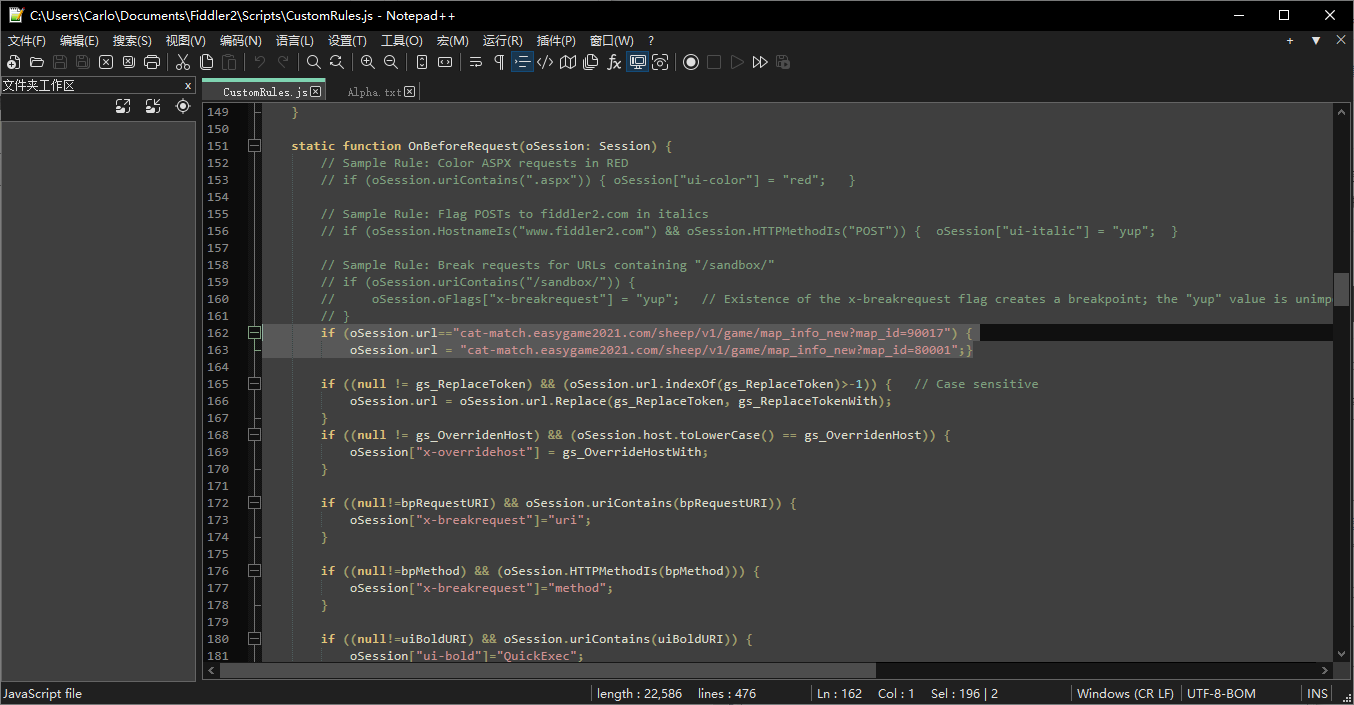 C:\Users\Carlo\Documents\Fiddler2\Scripts\CustomRules.js - Notepad++
文件(F) 编辑(E) 搜索(S) 视图(V) 编码(N) 语言(L) 设置(T) 工具(O) 宏(M) 运行(R) 插件(P) 窗口(W) ? + ▼ ✕
文件夹工作区 x
CustomRules.js Alpha.txt
149 }
150
151 static function OnBeforeRequest(oSession: Session) {
152 // Sample Rule: Color ASPX requests in RED
153 // if (oSession.uriContains(".aspx")) { oSession["ui-color"] = "red";   }
154
155 // Sample Rule: Flag POSTs to fiddler2.com in italics
156 // if (oSession.HostnameIs("www.fiddler2.com") && oSession.HTTPMethodIs("POST")) {  oSession["ui-italic"] = "yup";  }
157
158 // Sample Rule: Break requests for URLs containing "/sandbox/"
159 // if (oSession.uriContains("/sandbox/")) {
160 //     oSession.oFlags["x-breakrequest"] = "yup";   // Existence of the x-breakrequest flag creates a breakpoint; the "yup" value is unimp
161 // }
162 if (oSession.url=="cat-match.easygame2021.com/sheep/v1/game/map_info_new?map_id=90017") {
163 oSession.url = "cat-match.easygame2021.com/sheep/v1/game/map_info_new?map_id=80001";}
164
165 if ((null != gs_ReplaceToken) && (oSession.url.indexOf(gs_ReplaceToken)>-1)) {   // Case sensitive
166 oSession.url = oSession.url.Replace(gs_ReplaceToken, gs_ReplaceTokenWith);
167 }
168 if ((null != gs_OverridenHost) && (oSession.host.toLowerCase() == gs_OverridenHost)) {
169 oSession["x-overridehost"] = gs_OverrideHostWith;
170 }
171
172 if ((null!=bpRequestURI) && oSession.uriContains(bpRequestURI)) {
173 oSession["x-breakrequest"]="uri";
174 }
175
176 if ((null!=bpMethod) && (oSession.HTTPMethodIs(bpMethod))) {
177 oSession["x-breakrequest"]="method";
178 }
179
180 if ((null!=uiBoldURI) && oSession.uriContains(uiBoldURI)) {
181 oSession["ui-bold"]="QuickExec";
JavaScript file length : 22,586 lines : 476 Ln : 162 Col : 1 Sel : 196 | 2 Windows (CR LF) UTF-8-BOM INS